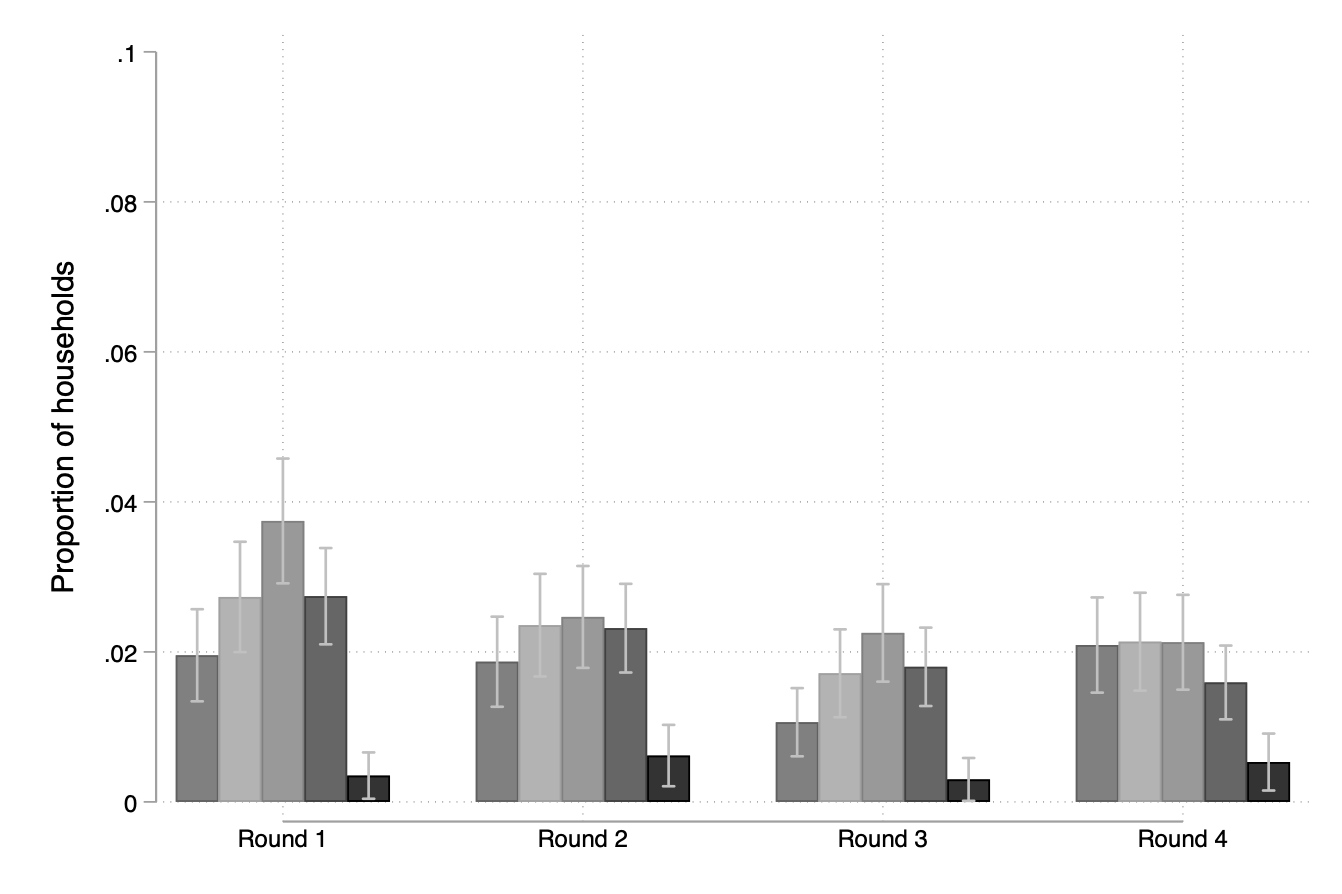 .1
.08
.06
.04
.02
0
Proportion of households
Round 1
Round 2
Round 3
Round 4